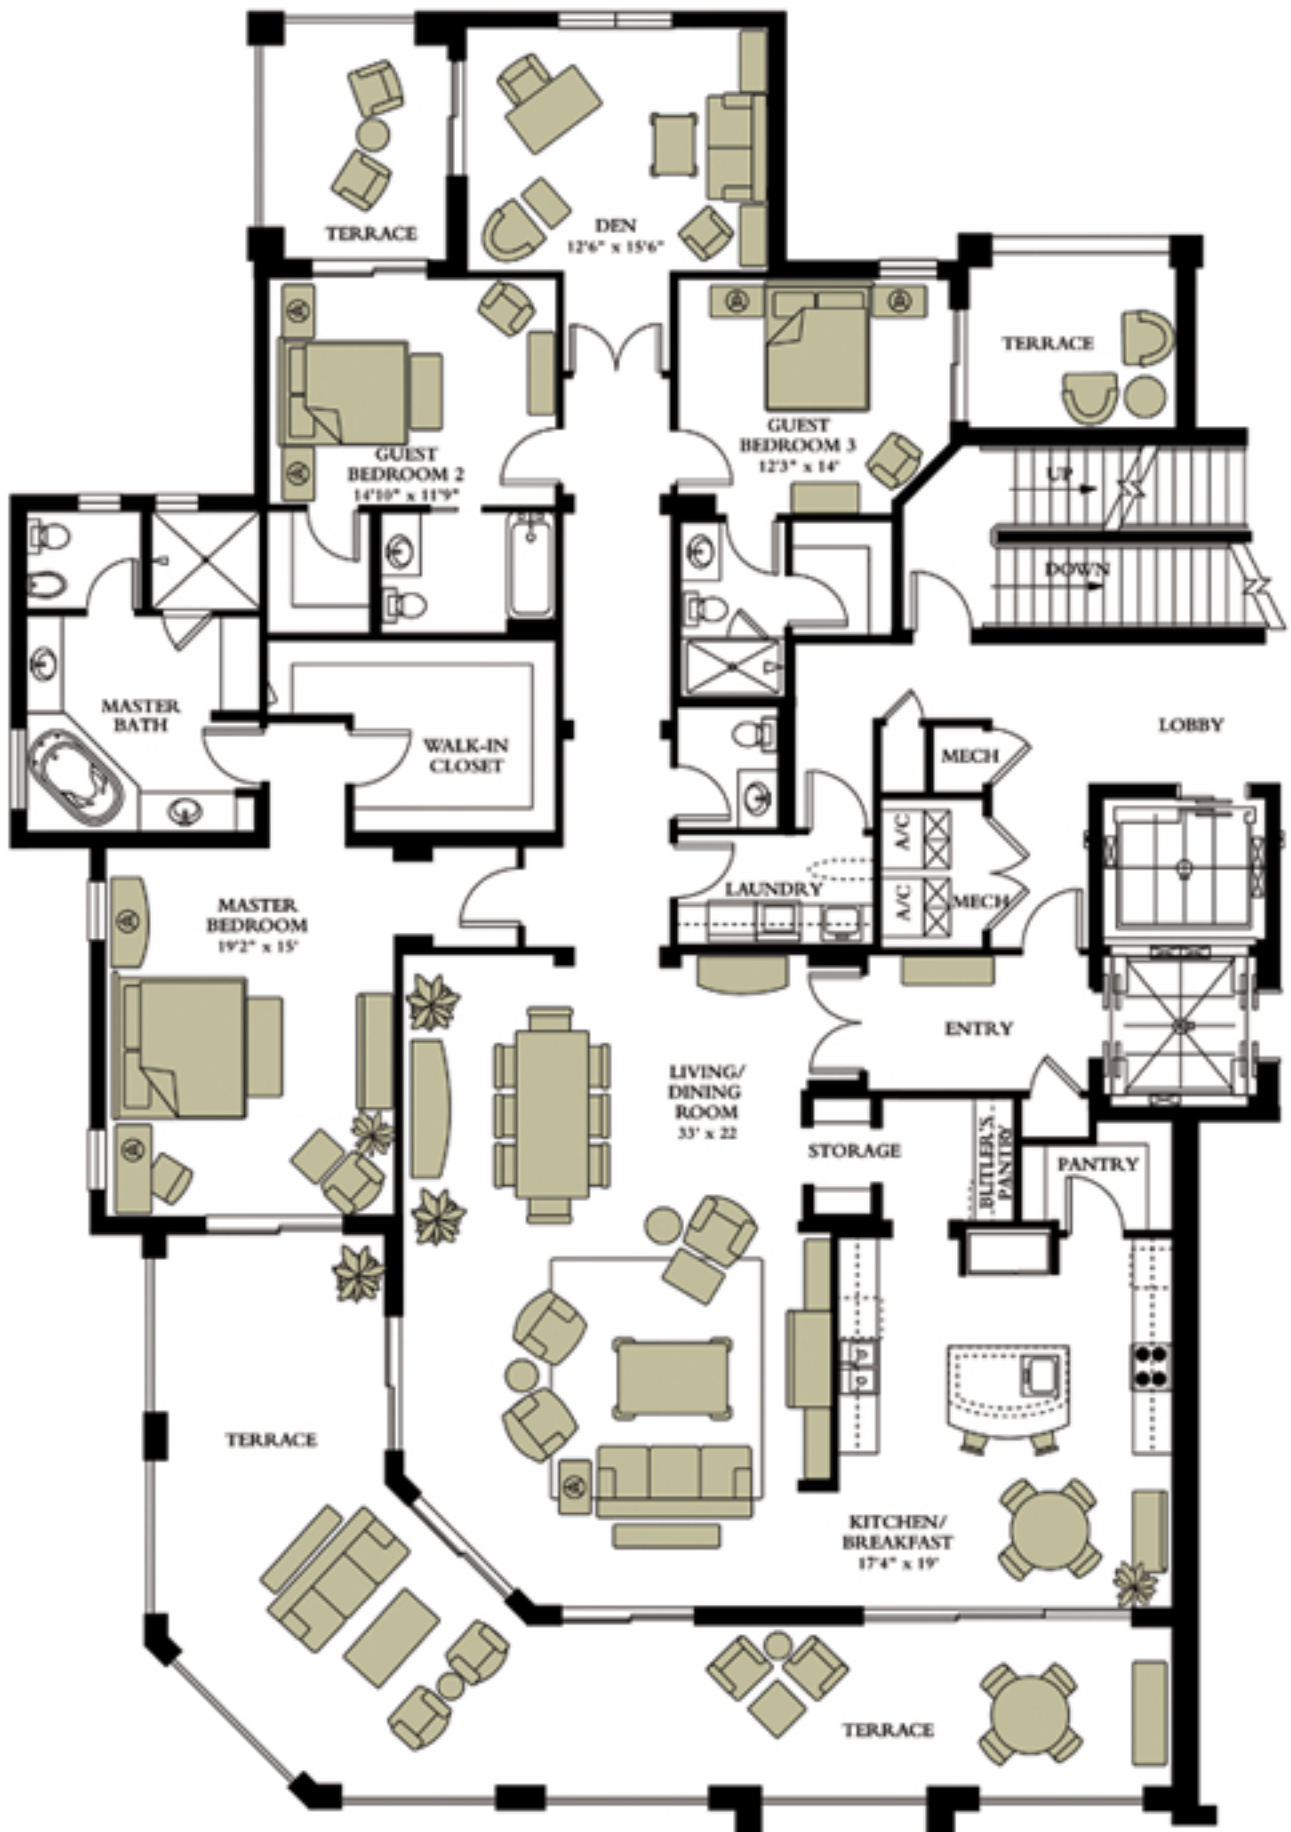 TERRACE
DEN
12'6" x 15'6"
TERRACE
GUEST
BEDROOM 2
14'10" x 11'9"
GUEST
BEDROOM 3
12'3" x 14'
UP
DOWN
MASTER
BATH
WALK-IN
CLOSET
LOBBY
MECH
A/C
A/C
MECH
LAUNDRY
MASTER
BEDROOM
19'2" x 15'
ENTRY
LIVING/
DINING
ROOM
33' x 22
STORAGE
BUTLER'S
PANTRY
PANTRY
TERRACE
KITCHEN/
BREAKFAST
17'4" x 19'
TERRACE